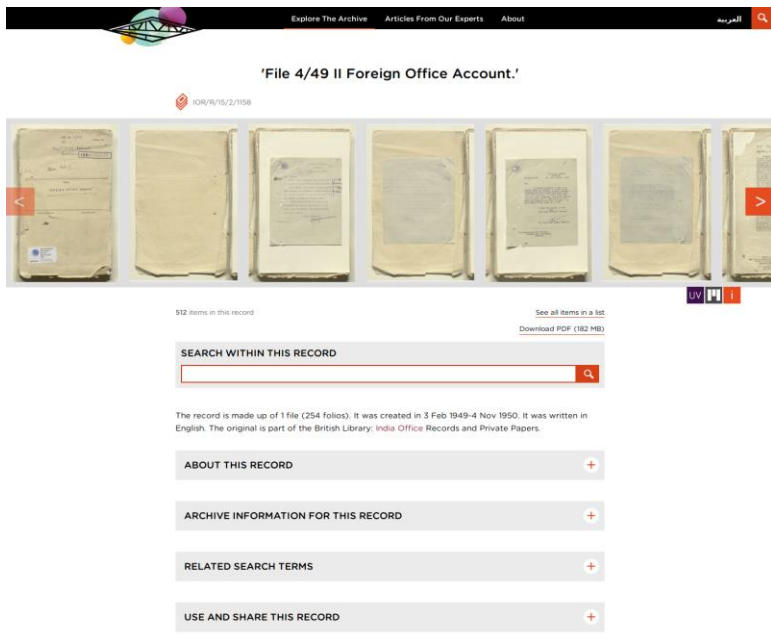 Explore The Archive Articles From Our Experts About العربية
'File 4/49 II Foreign Office Account.'
IOR/R/15/2/1158
<
>
UV i
512 items in this record
See all items in a list
Download PDF (182 MB)
SEARCH WITHIN THIS RECORD
The record is made up of 1 file (254 folios). It was created in 3 Feb 1949-4 Nov 1950. It was written in
English. The original is part of the British Library: India Office Records and Private Papers.
ABOUT THIS RECORD +
ARCHIVE INFORMATION FOR THIS RECORD +
RELATED SEARCH TERMS +
USE AND SHARE THIS RECORD +